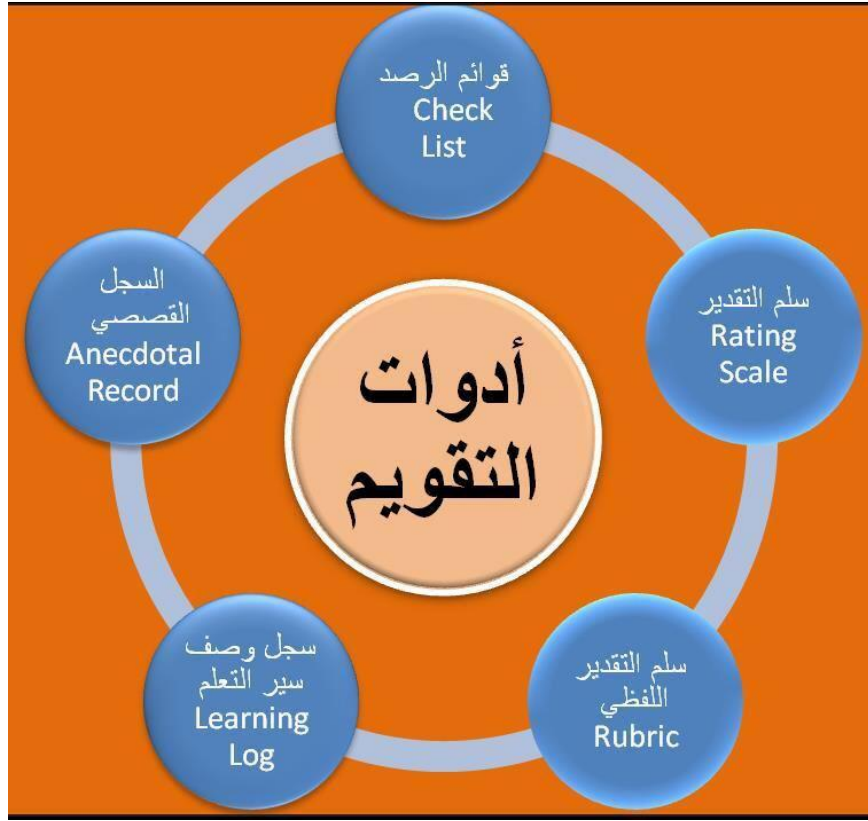 قوائم الرصد
Check
List
سلم التقدير
Rating
Scale
سلم التقدير
اللفظي
Rubric
سجل وصف
سير التعلم
Learning
Log
السجل
القصصي
Anecdotal
Record
أدوات
التقويم